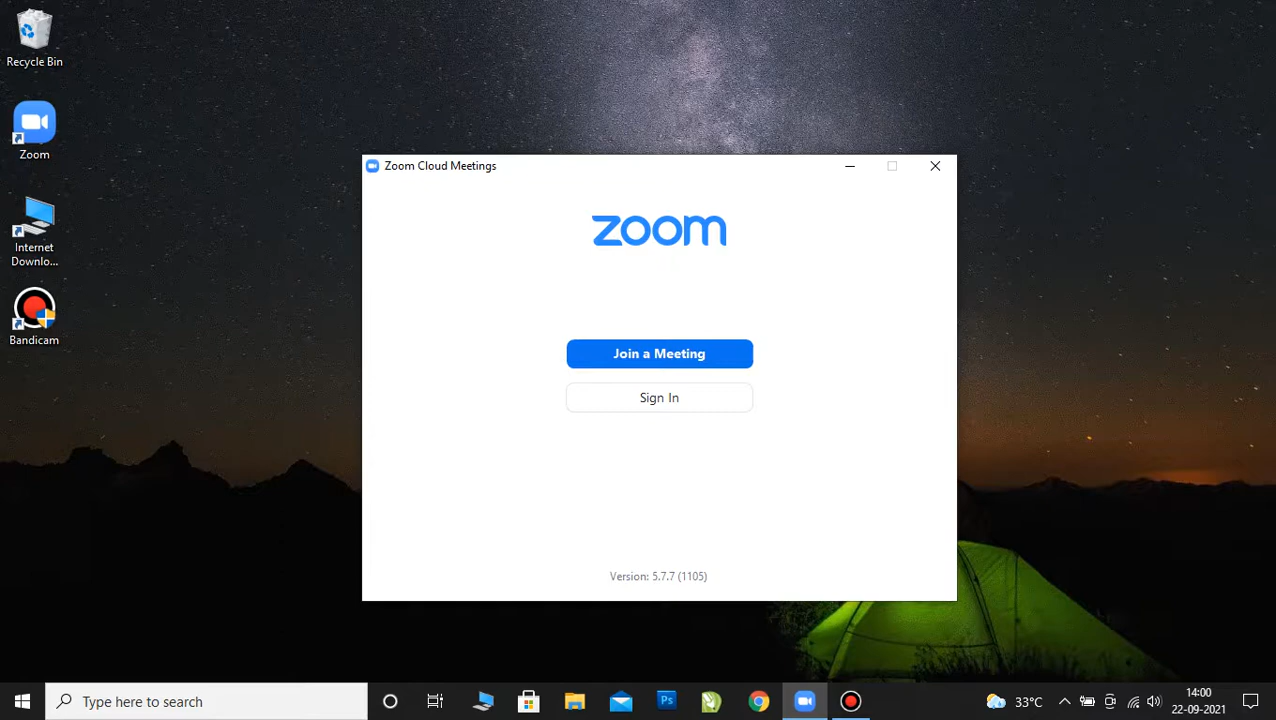 Recycle Bin
Zoom
Internet
Downlo...
Bandicam
Zoom Cloud Meetings
zoom
Join a Meeting
Sign In
Version: 5.7.7 (1105)
Type here to search
Ps
33°C
14:00
22-09-2021